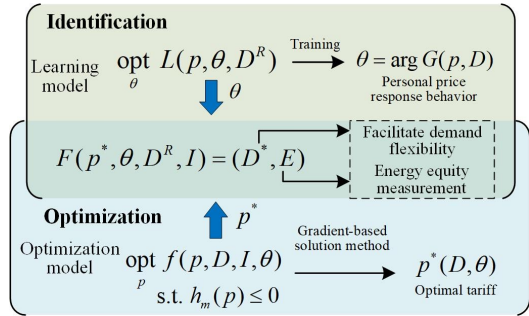 Identification
Learning model
opt L(p, θ, D^R)
θ
Training
θ = arg G(p, D)
Personal price response behavior
θ
F(p*, θ, D^R, I) = (D*, E)
Facilitate demand flexibility
Energy equity measurement
Optimization
p*
Optimization model
opt f(p, D, I, θ)
p
s.t. h_m(p) ≤ 0
Gradient-based solution method
p*(D, θ)
Optimal tariff